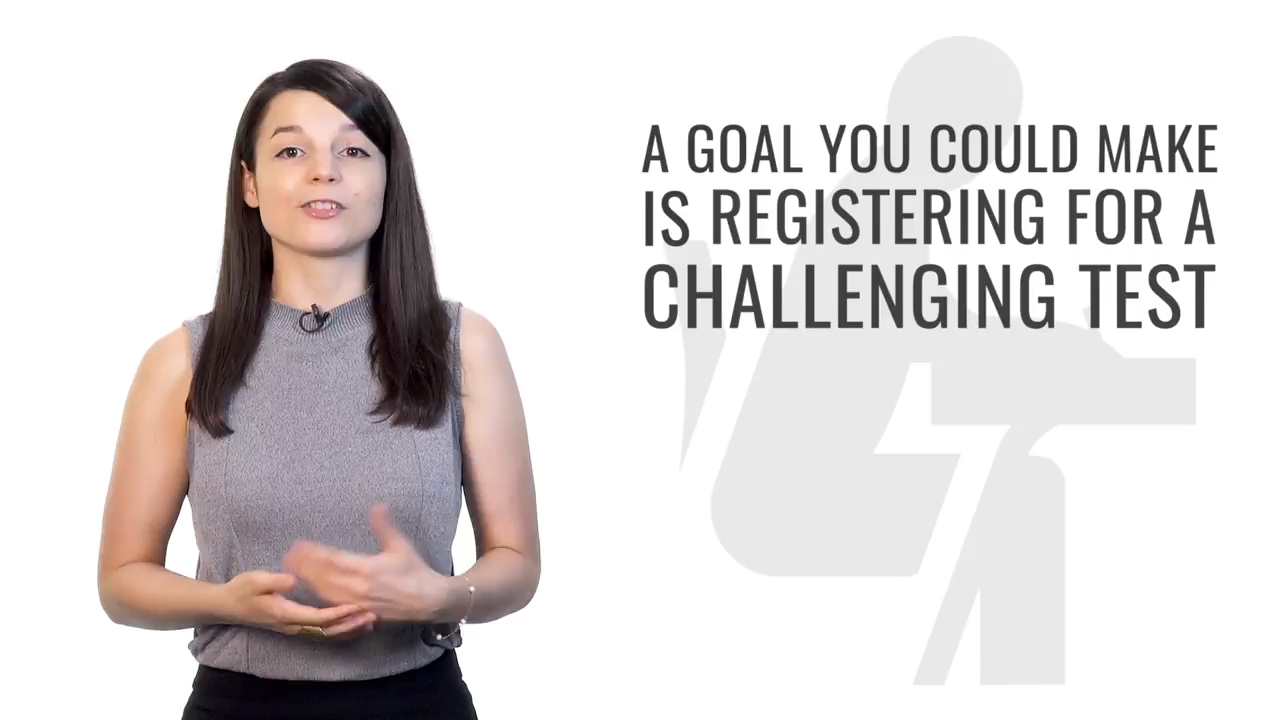 A GOAL YOU COULD MAKE
IS REGISTERING FOR A
CHALLENGING TEST